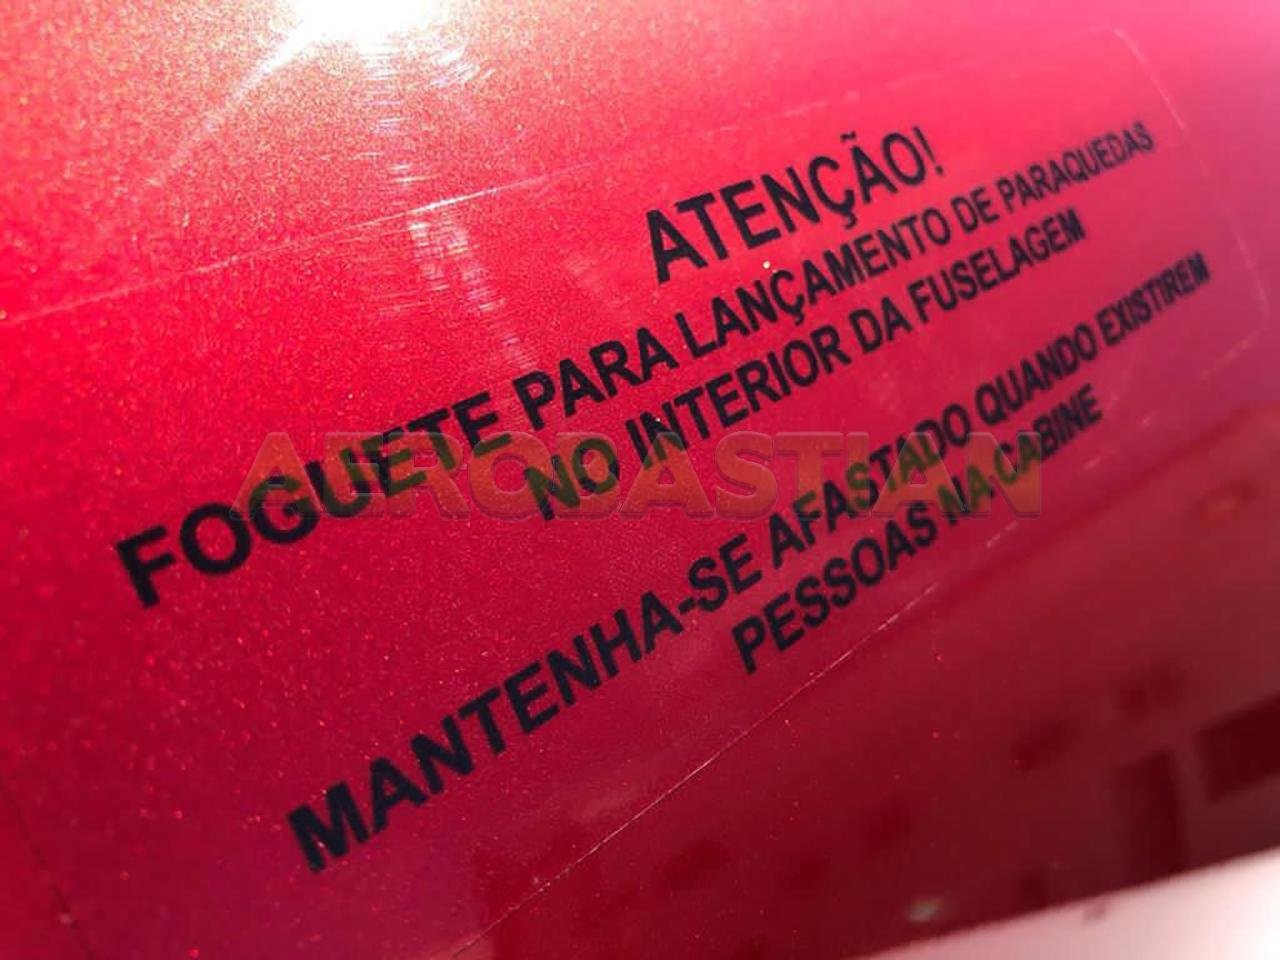 ATENÇÃO!
FOGUETE PARA LANÇAMENTO DE PARAQUEDAS
NO INTERIOR DA FUSELAGEM
MANTENHA-SE AFASTADO QUANDO EXISTIREM
PESSOAS NA CABINE
AEROBASTIAN